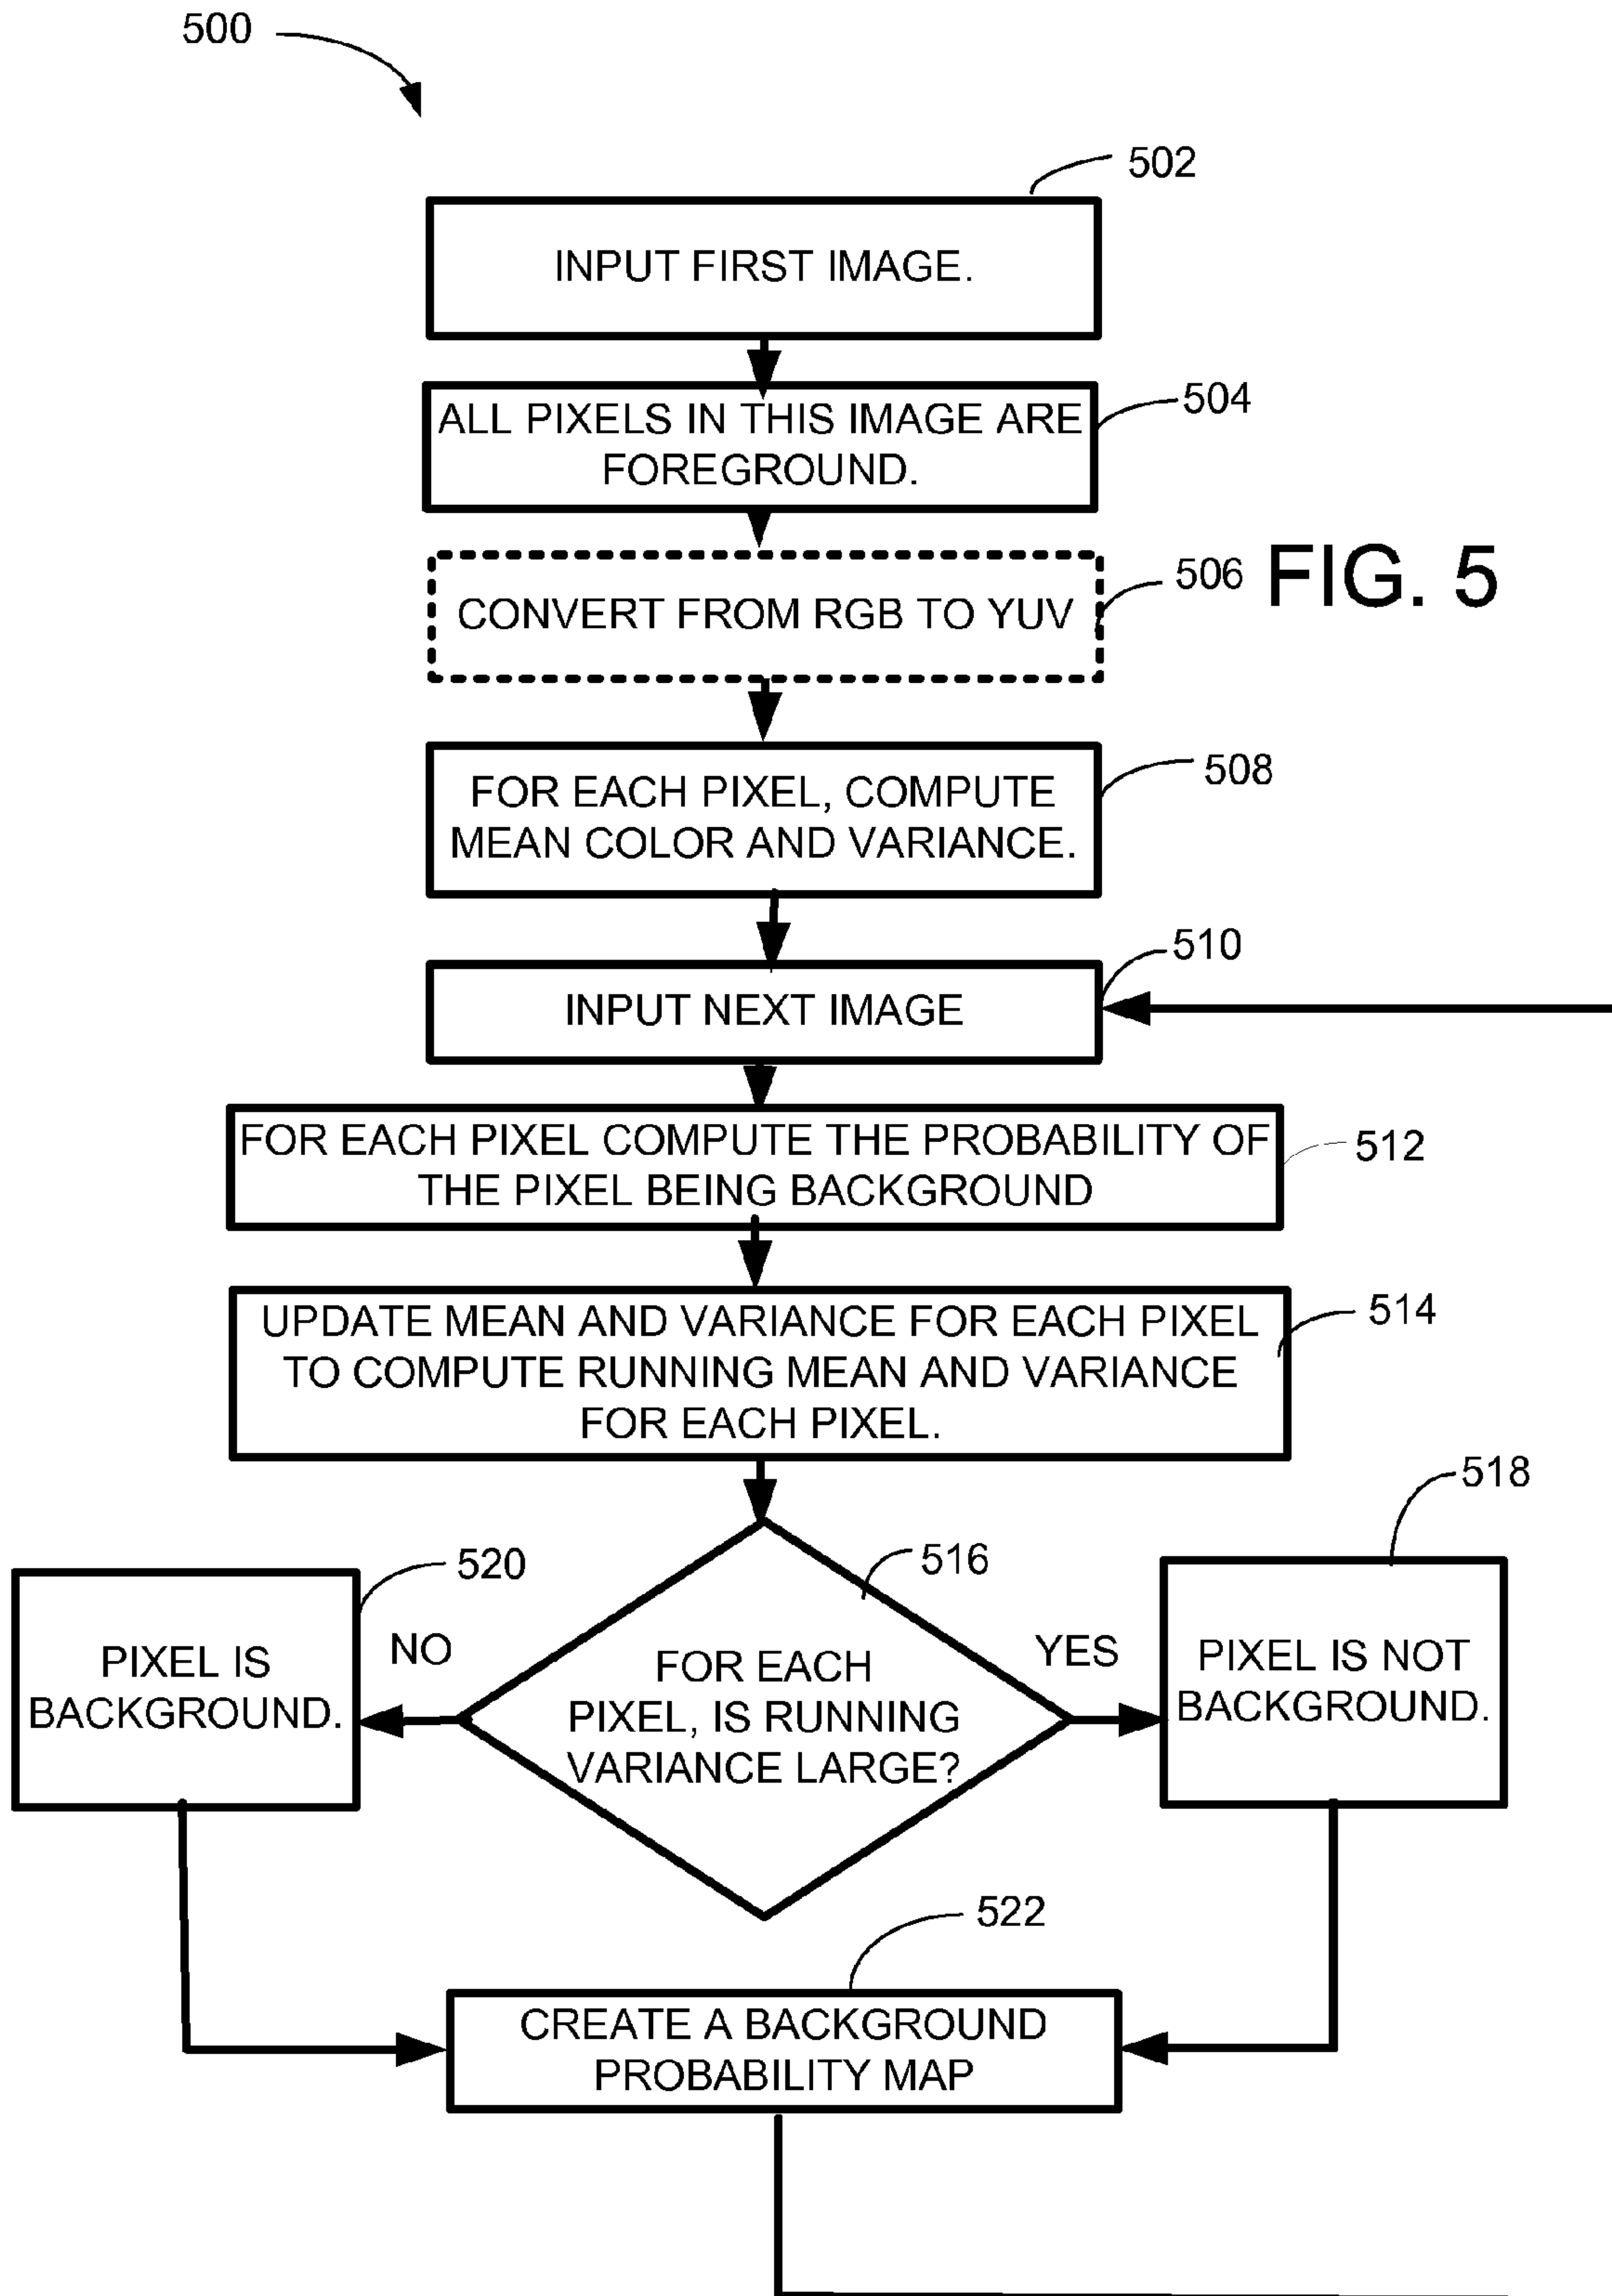 500
502
INPUT FIRST IMAGE.
504
ALL PIXELS IN THIS IMAGE ARE
FOREGROUND.
506
FIG. 5
CONVERT FROM RGB TO YUV
508
FOR EACH PIXEL, COMPUTE
MEAN COLOR AND VARIANCE.
510
INPUT NEXT IMAGE
512
FOR EACH PIXEL COMPUTE THE PROBABILITY OF
THE PIXEL BEING BACKGROUND
514
UPDATE MEAN AND VARIANCE FOR EACH PIXEL
TO COMPUTE RUNNING MEAN AND VARIANCE
FOR EACH PIXEL.
516
FOR EACH
PIXEL, IS RUNNING
VARIANCE LARGE?
NO
520
PIXEL IS
BACKGROUND.
YES
518
PIXEL IS NOT
BACKGROUND.
522
CREATE A BACKGROUND
PROBABILITY MAP